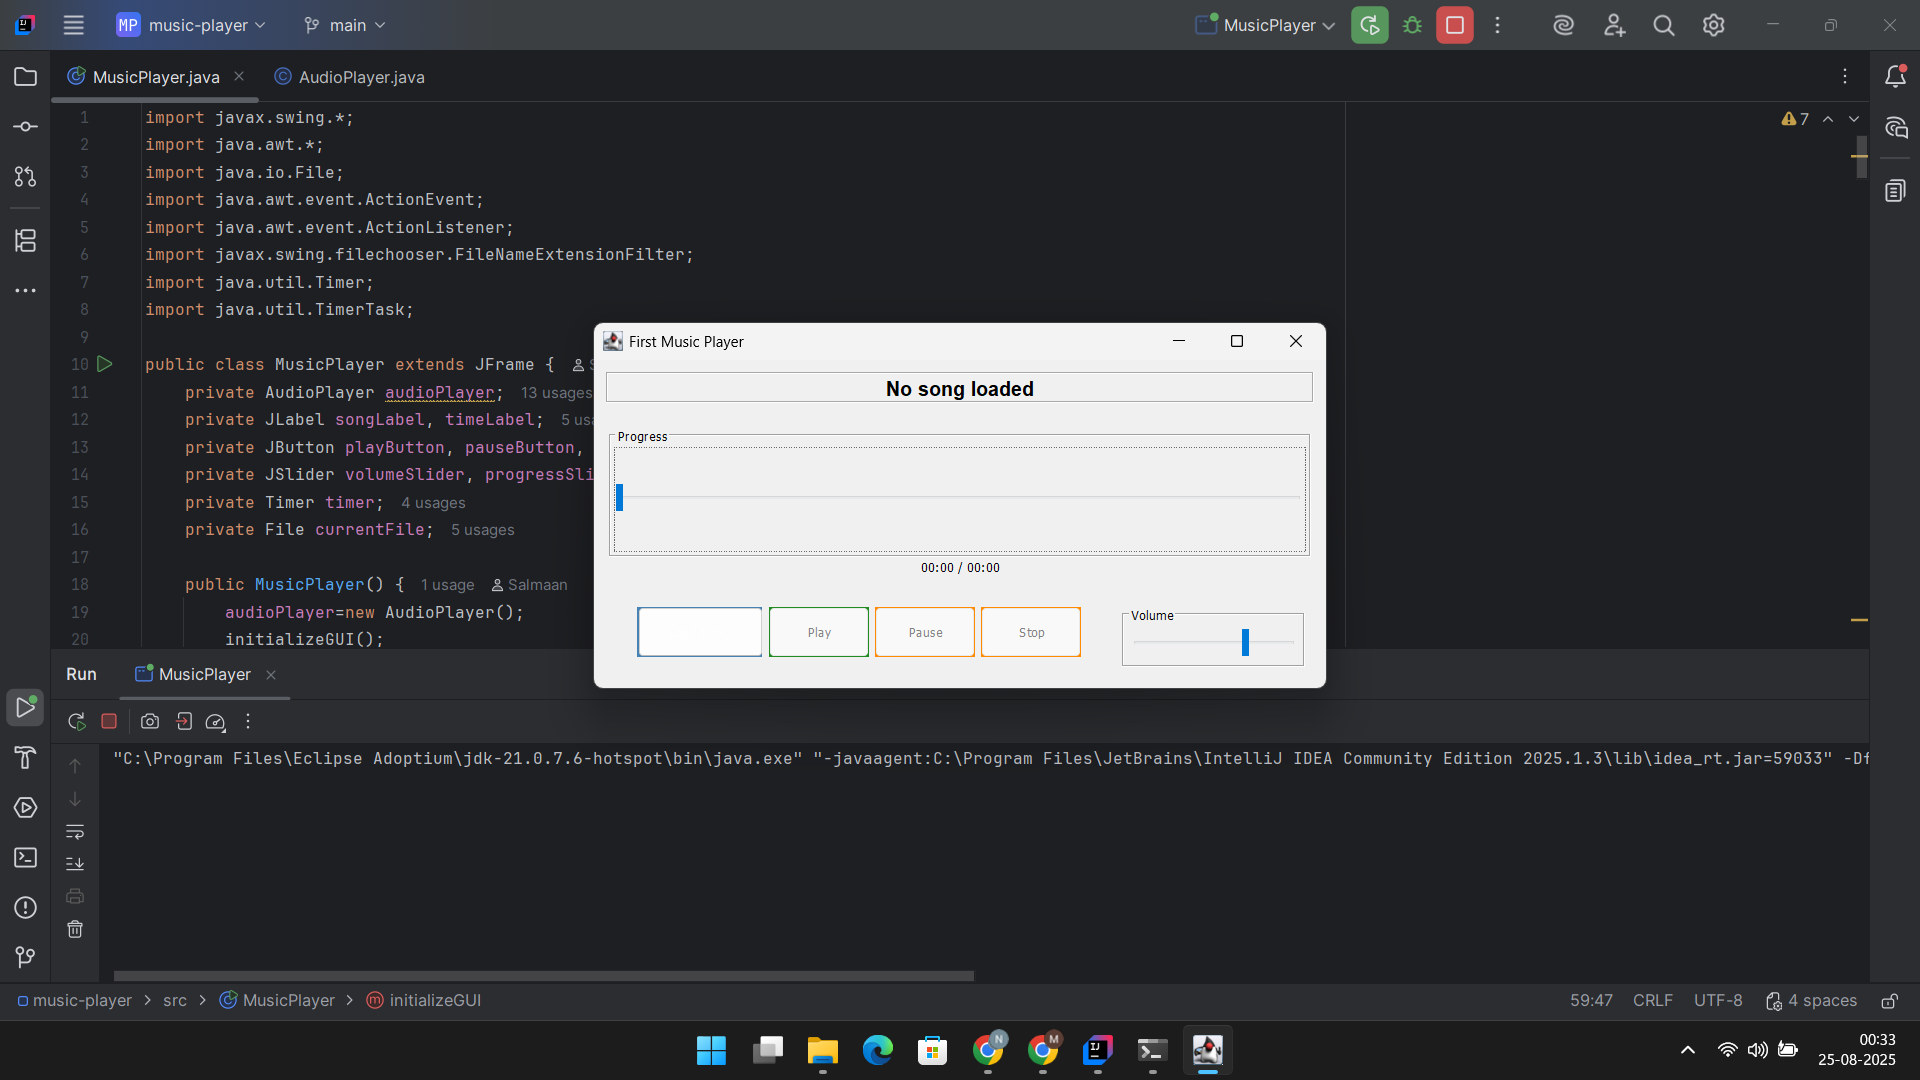 MP music-player main MusicPlayer
MusicPlayer.java AudioPlayer.java
1 import javax.swing.*; 7
2 import java.awt.*;
3 import java.io.File;
4 import java.awt.event.ActionEvent;
5 import java.awt.event.ActionListener;
6 import javax.swing.filechooser.FileNameExtensionFilter;
7 import java.util.Timer;
8 import java.util.TimerTask;
9
10 public class MusicPlayer extends JFrame {
11 private AudioPlayer audioPlayer; 13 usages
12 private JLabel songLabel, timeLabel; 5 usa
13 private JButton playButton, pauseButton,
14 private JSlider volumeSlider, progressSli
15 private Timer timer; 4 usages
16 private File currentFile; 5 usages
17
18 public MusicPlayer() { 1 usage Salmaan
19 audioPlayer=new AudioPlayer();
20 initializeGUI();
First Music Player
No song loaded
Progress
00:00 / 00:00
Play Pause Stop
Volume
Run MusicPlayer
"C:\Program Files\Eclipse Adoptium\jdk-21.0.7.6-hotspot\bin\java.exe" "-javaagent:C:\Program Files\JetBrains\IntelliJ IDEA Community Edition 2025.1.3\lib\idea_rt.jar=59033" -Df
music-player > src > MusicPlayer > initializeGUI 59:47 CRLF UTF-8 4 spaces
00:33
25-08-2025